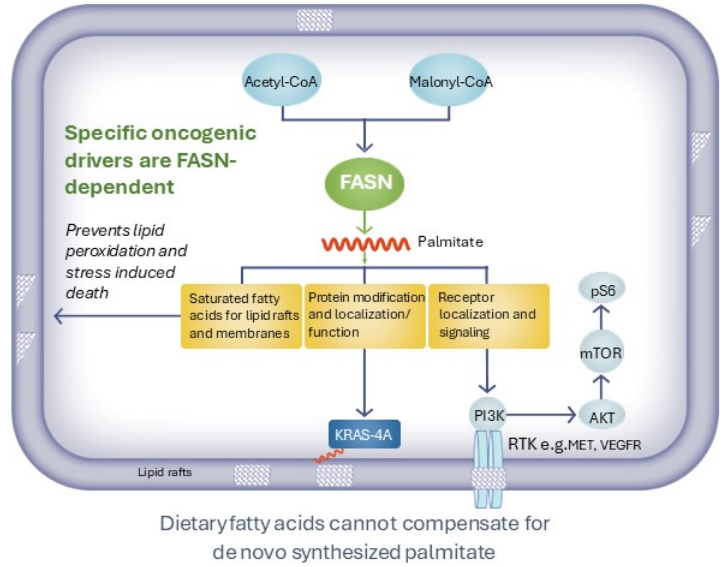 Acetyl-CoA
Malonyl-CoA
Specific oncogenic
drivers are FASN-
dependent
FASN
Prevents lipid
peroxidation and
stress induced
death
Palmitate
Saturated fatty
acids for lipid rafts
and membranes
Protein modification
and localization/
function
Receptor
localization and
signaling
pS6
mTOR
PI3K
AKT
KRAS-4A
RTK e.g.MET, VEGFR
Lipid rafts
Dietary fatty acids cannot compensate for
de novo synthesized palmitate